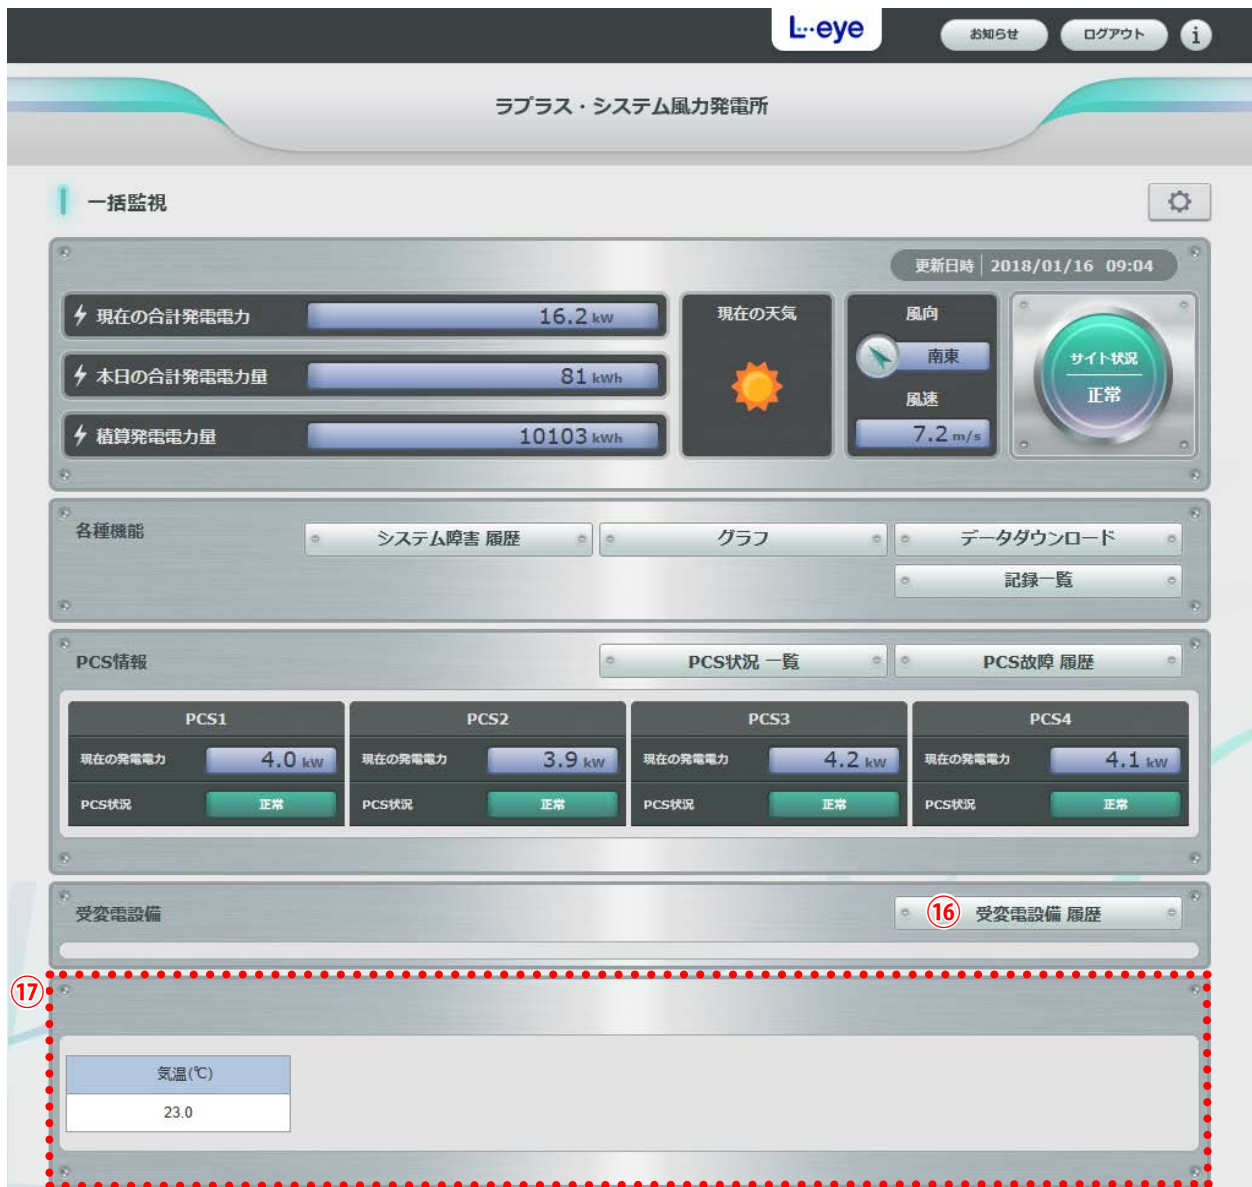 L・eye
お知らせ
ログアウト
i
ラプラス・システム風力発電所
一括監視
更新日時 2018/01/16 09:04
現在の合計発電電力 16.2 kW
本日の合計発電電力量 81 kWh
積算発電電力量 10103 kWh
現在の天気
風向
南東
風速
7.2 m/s
サイト状況
正常
各種機能
システム障害 履歴
グラフ
データダウンロード
記録一覧
PCS情報
PCS状況 一覧
PCS故障 履歴
PCS1
現在の発電電力 4.0 kW
PCS状況 正常
PCS2
現在の発電電力 3.9 kW
PCS状況 正常
PCS3
現在の発電電力 4.2 kW
PCS状況 正常
PCS4
現在の発電電力 4.1 kW
PCS状況 正常
受変電設備
⑯ 受変電設備 履歴
⑰
気温(℃)
23.0